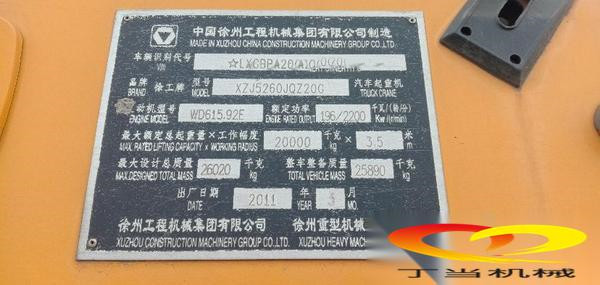 中国徐州工程机械集团有限公司制造
MADE IN XUZHOU CHINA CONSTRUCTION MACHINERY GROUP CO.,LTD.
车辆识别代号
VIN
品牌 徐工牌 型号 XZJ5260JQZ20G 汽车起重机
BRAND MODEL TRUCK CRANE
发动机型号 WD615.92E 额定功率 196/2200 千瓦/(转/分)
ENGINE MODEL ENGINE RATED OUTPUT Kw/(r/min)
最大额定总起重量×工作幅度 20000 千克 × 3.5 米
MAX. RATED LIFTING CAPACITY × WORKING RADIUS kg m
最大设计总质量 26020 千克 整车整备质量 25890 千克
MAX.DESIGNED TOTAL MASS kg TOTAL VEHICLE MASS kg
出厂日期 2011 年 月
DATE YEAR MONTH
徐州工程机械集团有限公司 徐州重型机械
XUZHOU CONSTRUCTION MACHINERY GROUP CO.,LTD. XUZHOU HEAVY MACHIN
丁当机械